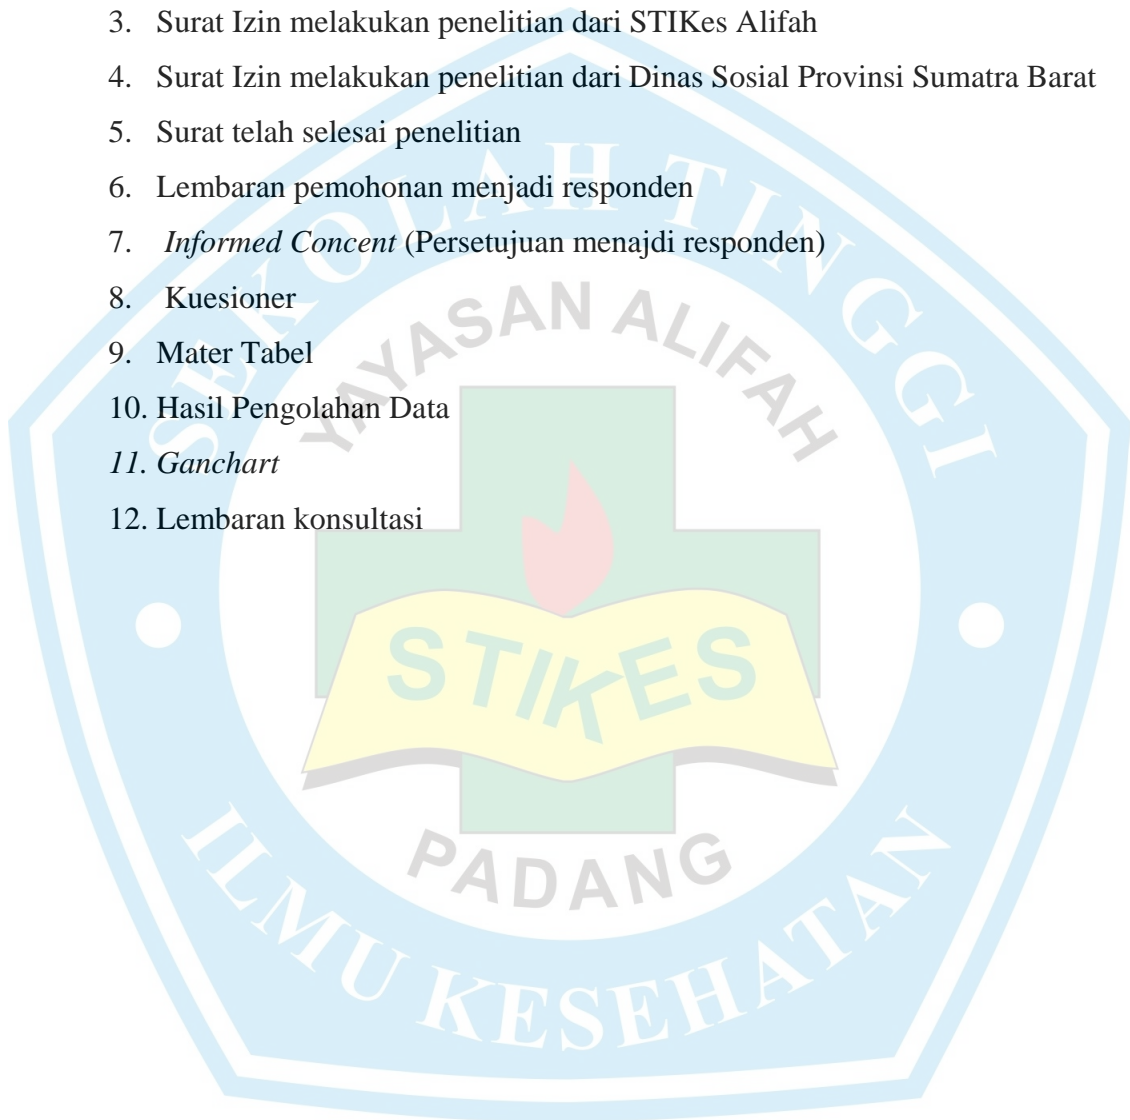 3. Surat Izin melakukan penelitian dari STIKes Alifah
4. Surat Izin melakukan penelitian dari Dinas Sosial Provinsi Sumatra Barat
5. Surat telah selesai penelitian
6. Lembaran pemohonan menjadi responden
7. Informed Concent (Persetujuan menajdi responden)
8. Kuesioner
9. Mater Tabel
10. Hasil Pengolahan Data
11. Ganchart
12. Lembaran konsultasi
SEKOLAH TINGGI
YAYASAN ALIFAH
STIKES
PADANG
ILMU KESEHATAN